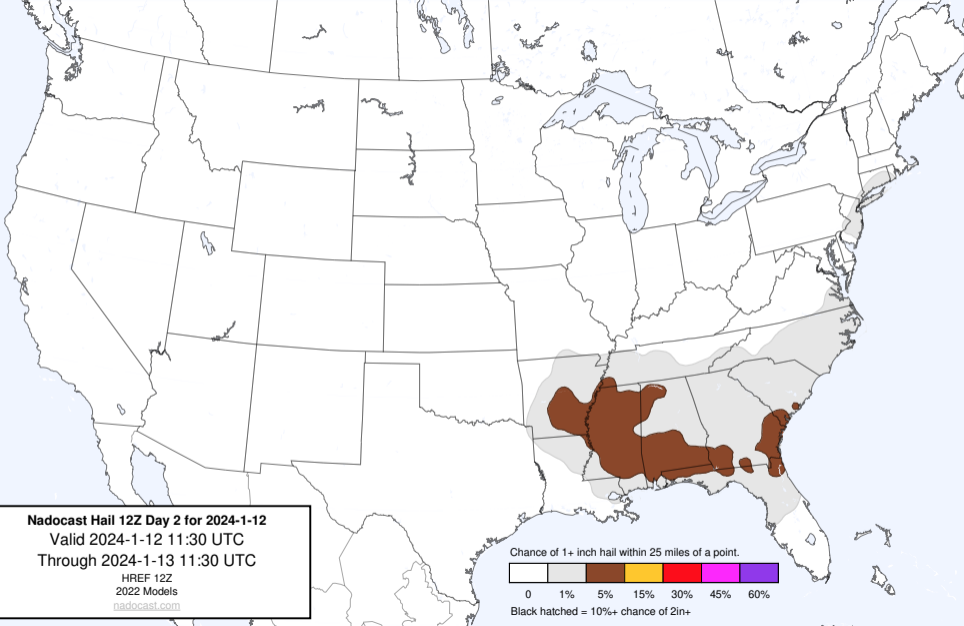 Nadocast Hail 12Z Day 2 for 2024-1-12
Valid 2024-1-12 11:30 UTC
Through 2024-1-13 11:30 UTC
HREF 12Z
2022 Models
nadocast.com
Chance of 1+ inch hail within 25 miles of a point.
0 1% 5% 15% 30% 45% 60%
Black hatched = 10%+ chance of 2in+